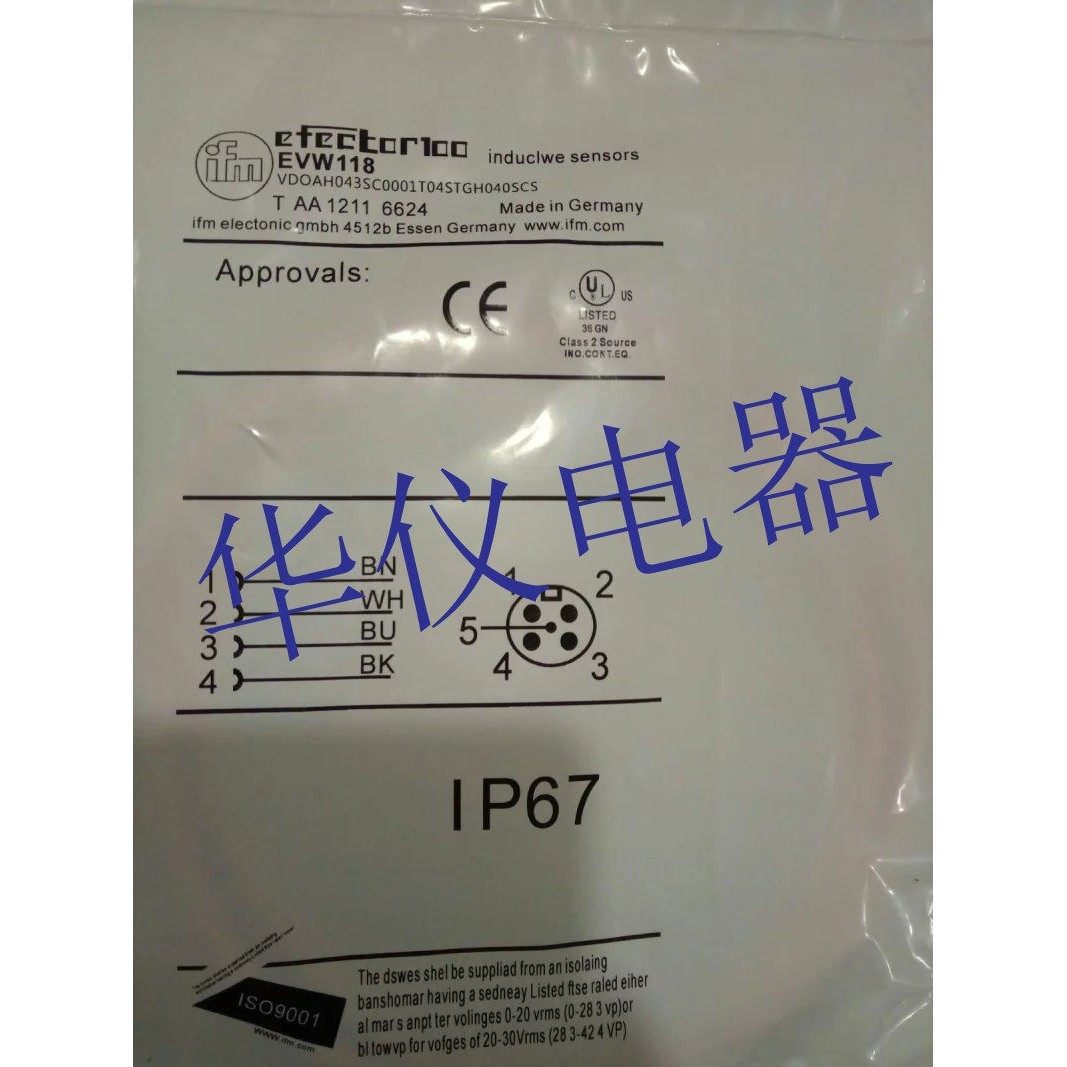 ifm
efector100
EVW118
induclwe sensors
VDOAH043SC0001T04STGH040SCS
T AA 1211 6624
Made in Germany
ifm electonic gmbh 4512b Essen Germany www.ifm.com
Approvals:
CE
C UL US
LISTED
36 GN
Class 2 Source
INO.CONT.EQ.
华仪电器
1 BN
2 WH
3 BU
4 BK
1 2
5
4 3
IP67
ISO9001
www.ifm.com
The dswes shel be suppliad from an isolaing
banshomar having a sedneay Listed ftse raled eiher
al mar s anpt ter volinges 0-20 vrms (0-28 3 vp)or
bl towvp for vofges of 20-30Vrms (28 3-42 4 VP)